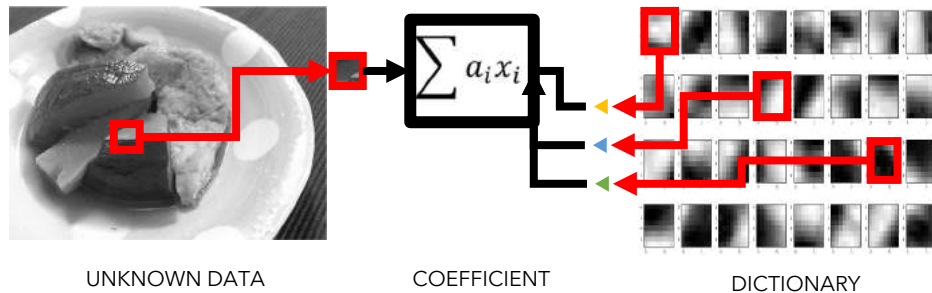 ∑ aᵢxᵢ
UNKNOWN DATA
COEFFICIENT
DICTIONARY